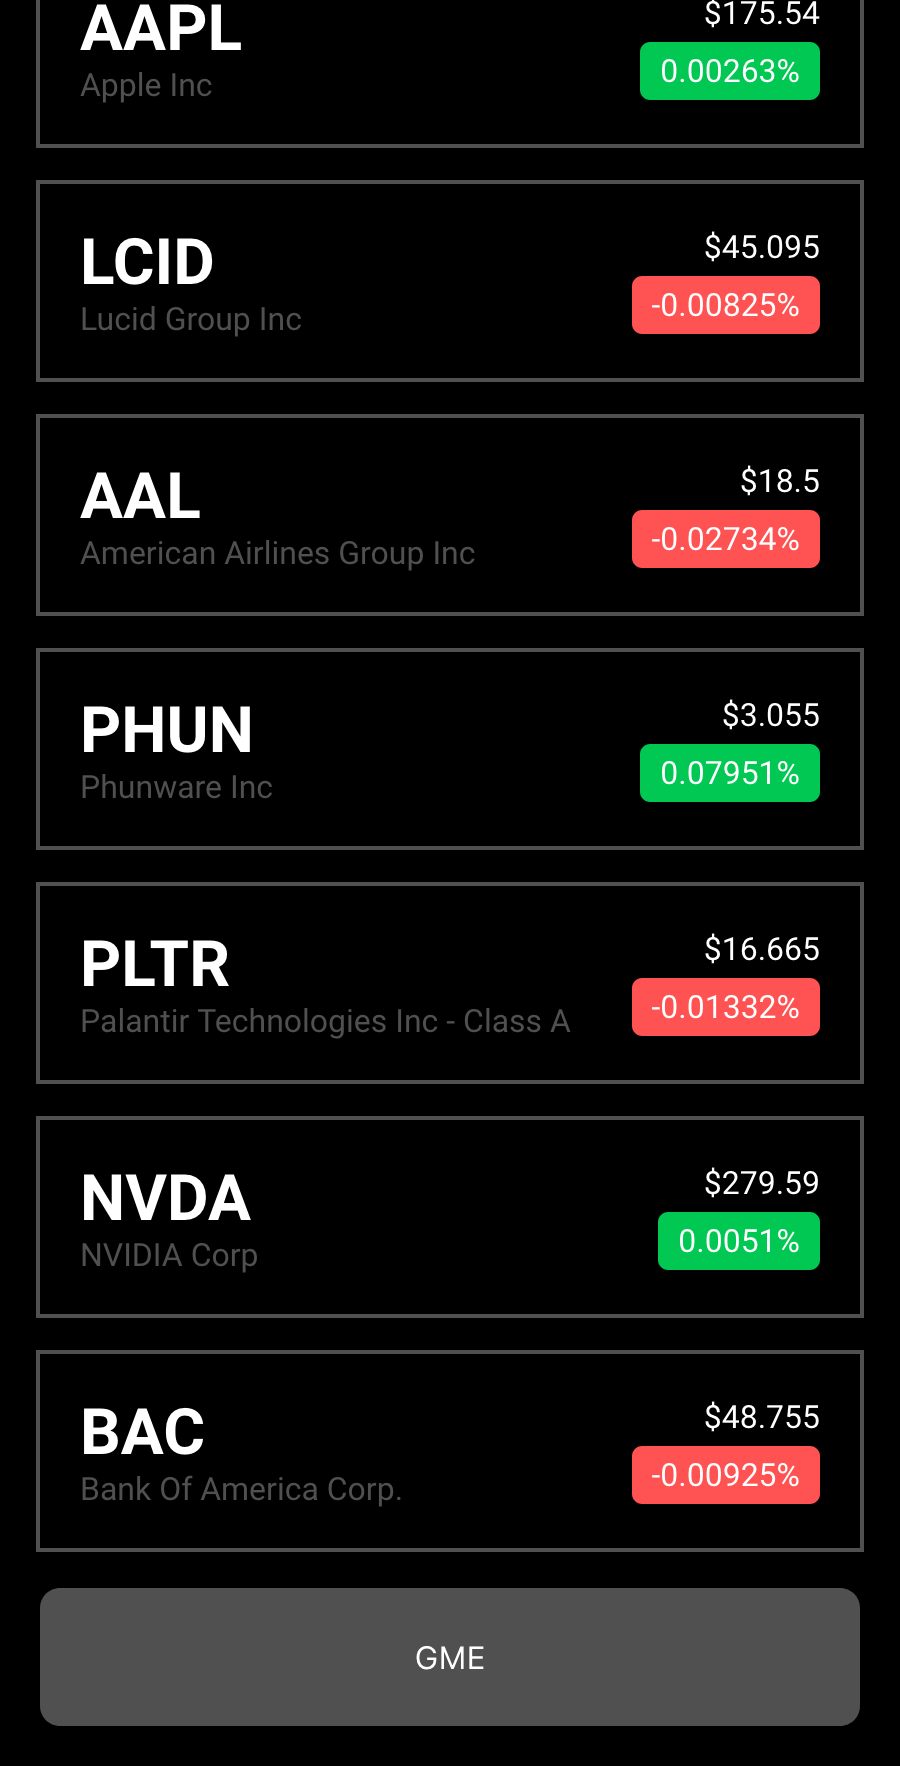 AAPL
$175.54
Apple Inc
0.00263%
LCID
$45.095
Lucid Group Inc
-0.00825%
AAL
$18.5
American Airlines Group Inc
-0.02734%
PHUN
$3.055
Phunware Inc
0.07951%
PLTR
$16.665
Palantir Technologies Inc - Class A
-0.01332%
NVDA
$279.59
NVIDIA Corp
0.0051%
BAC
$48.755
Bank Of America Corp.
-0.00925%
GME